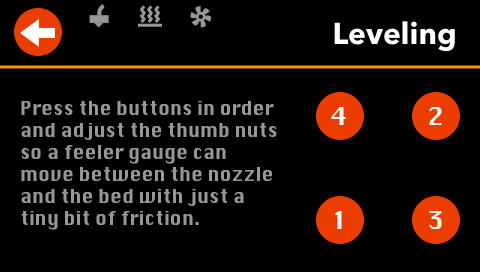 Leveling
Press the buttons in order
and adjust the thumb nuts
so a feeler gauge can
move between the nozzle
and the bed with just a
tiny bit of friction.
4 2
1 3